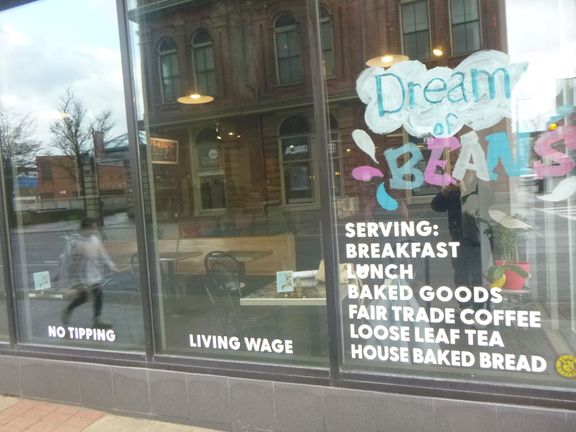 Dream
of
BEANS
SERVING:
BREAKFAST
LUNCH
BAKED GOODS
FAIR TRADE COFFEE
LOOSE LEAF TEA
HOUSE BAKED BREAD
NO TIPPING
LIVING WAGE